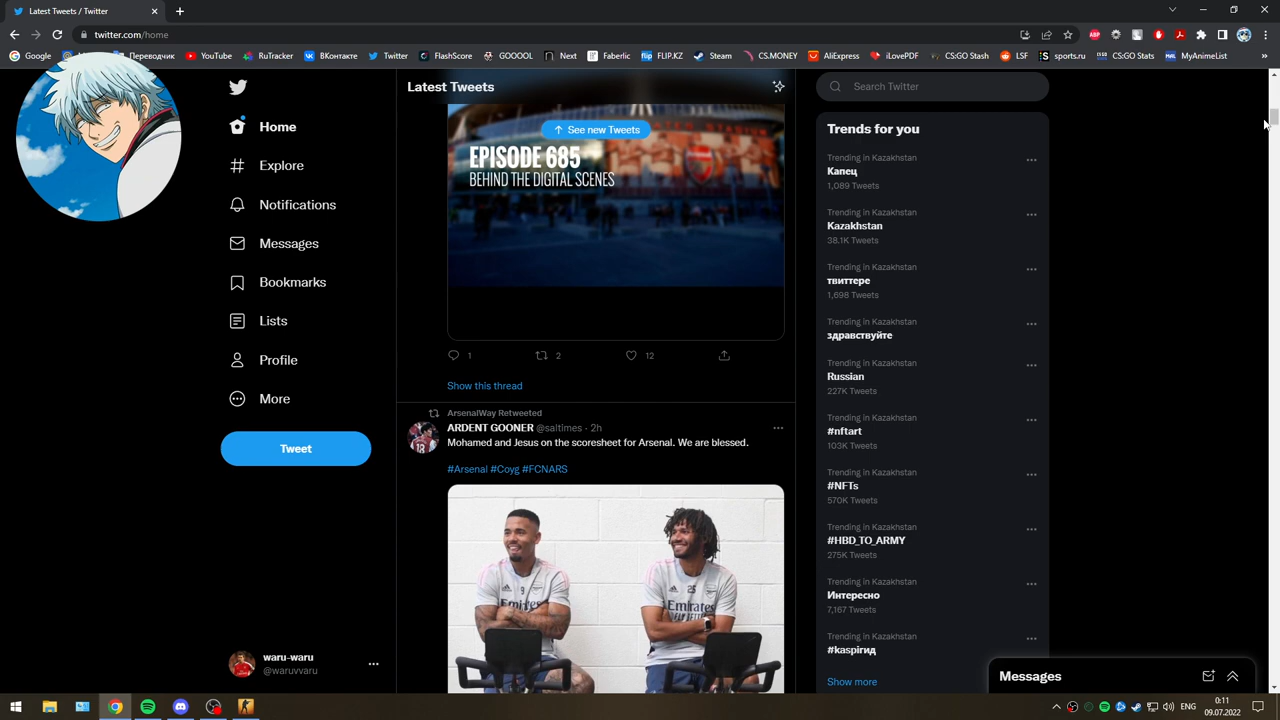 Latest Tweets / Twitter
twitter.com/home
Google
Переводчик
YouTube
RuTracker
ВКонтакте
Twitter
FlashScore
GOOOOL
Next
Fabelic
FLIP.KZ
Steam
CS.MONEY
AliExpress
iLovePDF
CS:GO Stash
LSF
sports.ru
CS:GO Stats
MyAnimeList
Home
Explore
Notifications
Messages
Bookmarks
Lists
Profile
More
Tweet
waru-waru
@waruvvaru
Latest Tweets
See new Tweets
EPISODE 685
BEHIND THE DIGITAL SCENES
1
2
12
Show this thread
ArsenalWay Retweeted
ARDENT GOONER @saltimes · 2h
Mohamed and Jesus on the scoresheet for Arsenal. We are blessed.
#Arsenal #Coyg #FCNARS
9
Emirates
25
Emirates
Search Twitter
Trends for you
Trending in Kazakhstan
Капец
1,089 Tweets
Trending in Kazakhstan
Kazakhstan
38.1K Tweets
Trending in Kazakhstan
твиттере
1,698 Tweets
Trending in Kazakhstan
здравствуйте
Trending in Kazakhstan
Russian
227K Tweets
Trending in Kazakhstan
#nftart
103K Tweets
Trending in Kazakhstan
#NFTs
570K Tweets
Trending in Kazakhstan
#HBD_TO_ARMY
275K Tweets
Trending in Kazakhstan
Интересно
7,167 Tweets
Trending in Kazakhstan
#kaspiгид
Show more
Messages
ENG
0:11
09.07.2022